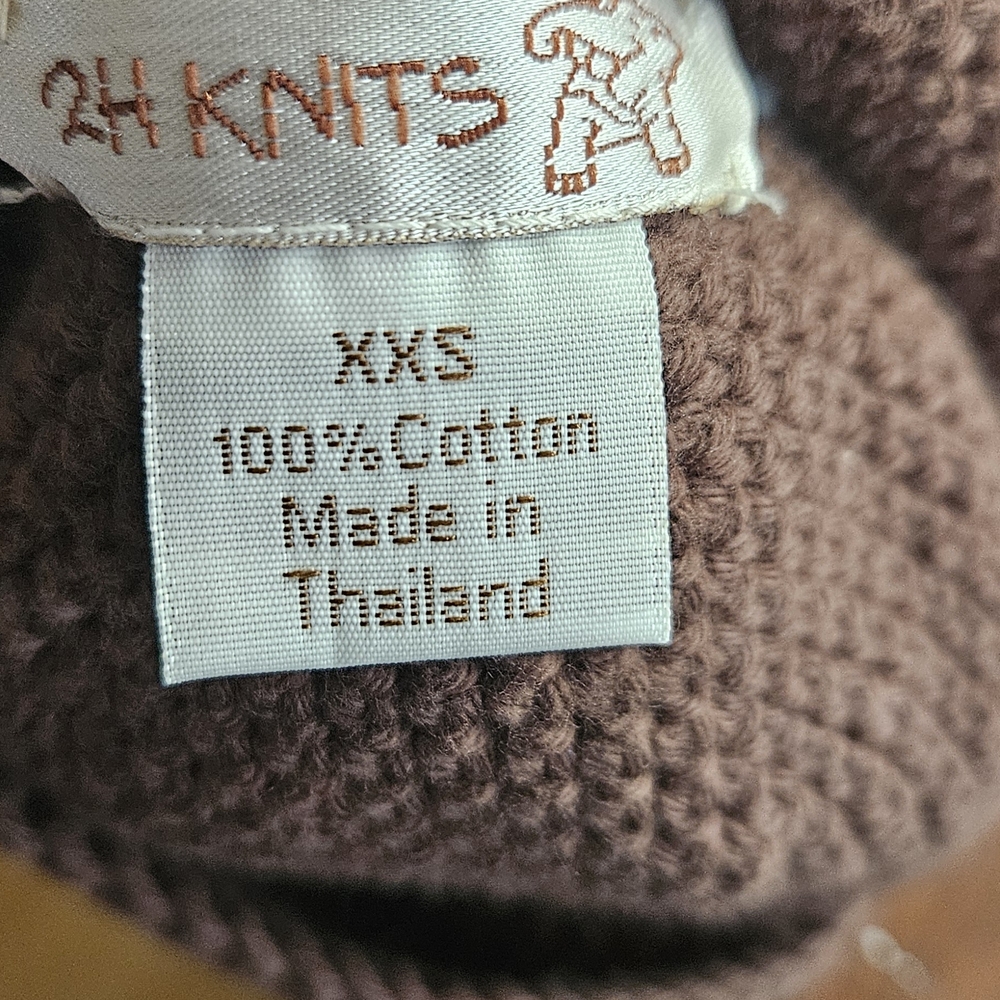 2H KNITS
XXS
100% Cotton
Made in
Thailand